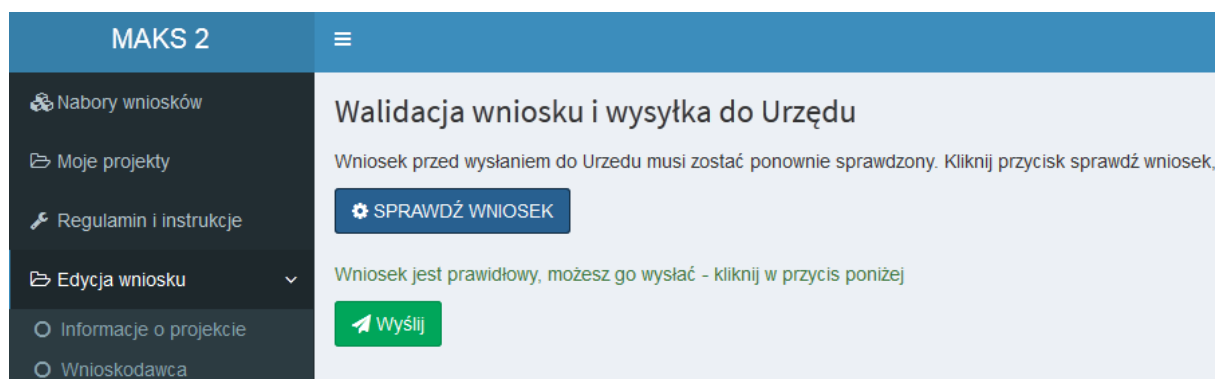 MAKS 2
Nabory wniosków
Moje projekty
Regulamin i instrukcje
Edycja wniosku
Informacje o projekcie
Wnioskodawca
Walidacja wniosku i wysyłka do Urzędu
Wniosek przed wysłaniem do Urzedu musi zostać ponownie sprawdzony. Kliknij przycisk sprawdź wniosek,
SPRAWDŹ WNIOSEK
Wniosek jest prawidłowy, możesz go wysłać - kliknij w przycis poniżej
Wyślij